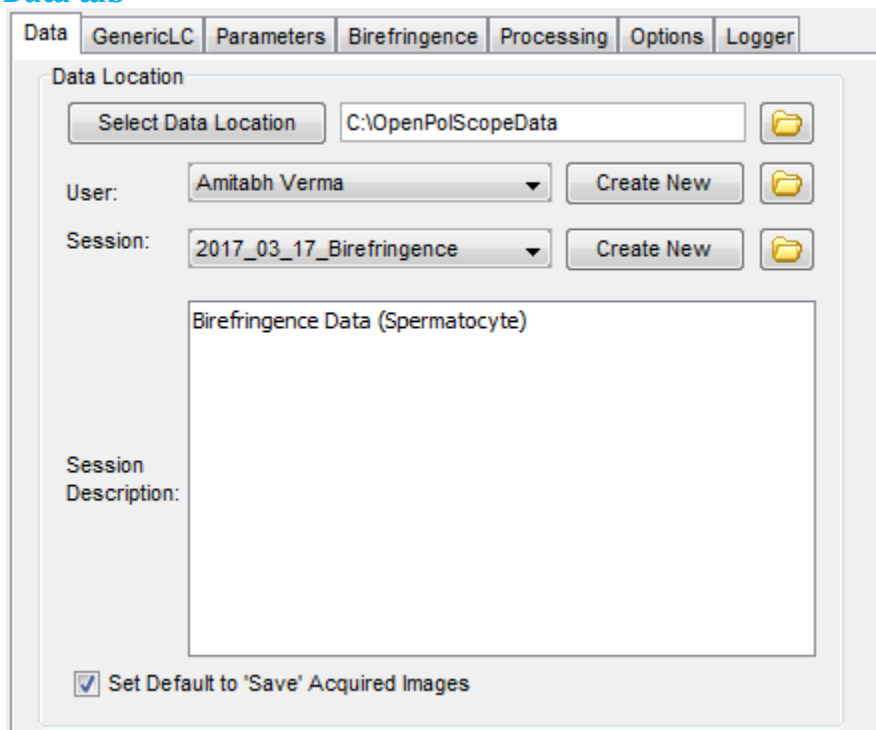 Data tab
Data GenericLC Parameters Birefringence Processing Options Logger
Data Location
Select Data Location C:\OpenPolScopeData
User: Amitabh Verma Create New
Session: 2017_03_17_Birefringence Create New
Birefringence Data (Spermatocyte)
Session
Description:
Set Default to 'Save' Acquired Images